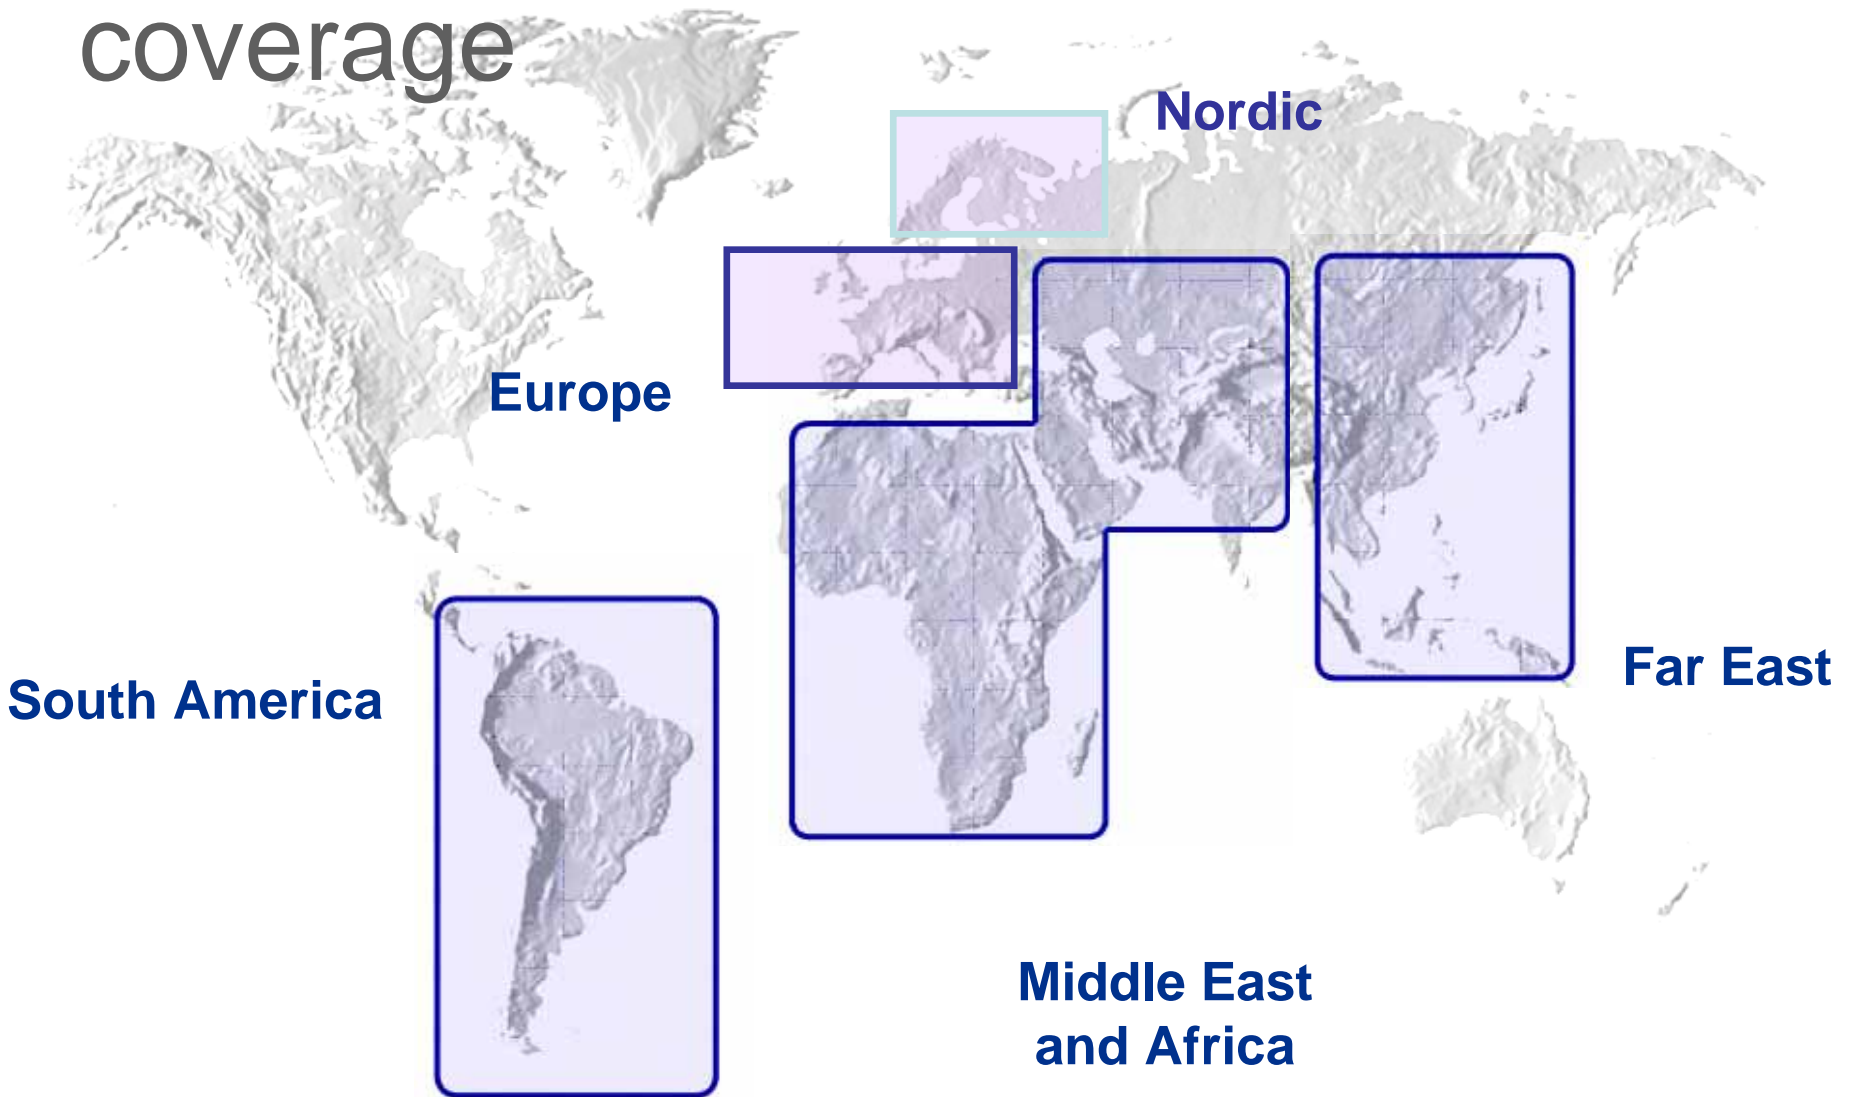 coverage
Nordic
Europe
South America
Far East
Middle East
and Africa